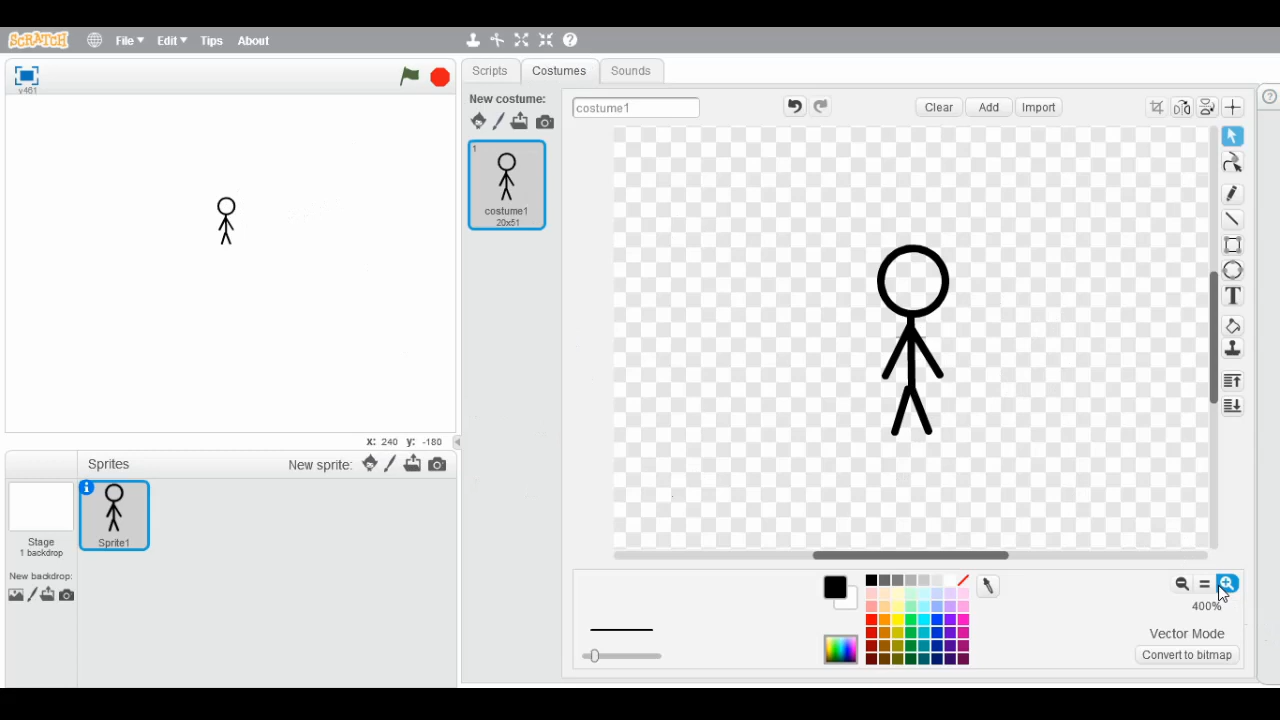 SCRATCH File Edit Tips About
v461
Scripts Costumes Sounds
New costume:
costume1
Clear Add Import
1
costume1
20x51
x: 240 y: -180
Sprites New sprite:
Stage
1 backdrop
Sprite1
New backdrop:
T
400%
Vector Mode
Convert to bitmap